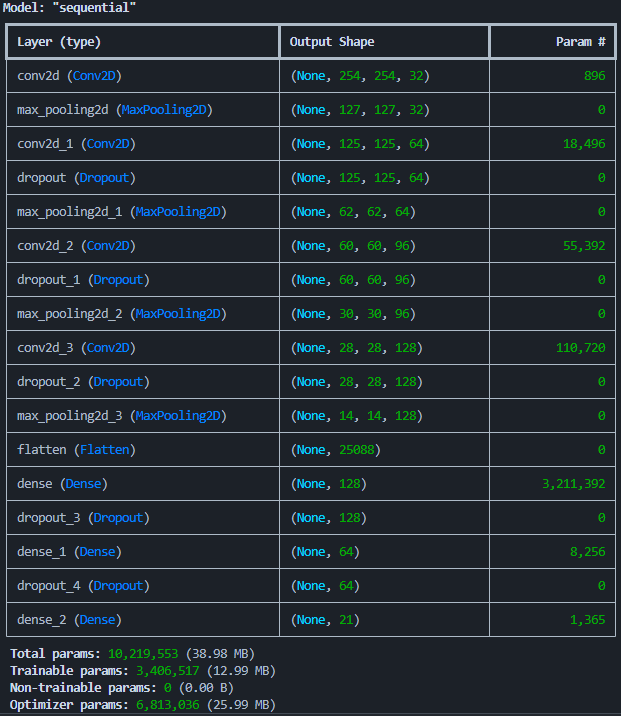 Model: "sequential"
Layer (type) Output Shape Param #
conv2d (Conv2D) (None, 254, 254, 32) 896
max_pooling2d (MaxPooling2D) (None, 127, 127, 32) 0
conv2d_1 (Conv2D) (None, 125, 125, 64) 18,496
dropout (Dropout) (None, 125, 125, 64) 0
max_pooling2d_1 (MaxPooling2D) (None, 62, 62, 64) 0
conv2d_2 (Conv2D) (None, 60, 60, 96) 55,392
dropout_1 (Dropout) (None, 60, 60, 96) 0
max_pooling2d_2 (MaxPooling2D) (None, 30, 30, 96) 0
conv2d_3 (Conv2D) (None, 28, 28, 128) 110,720
dropout_2 (Dropout) (None, 28, 28, 128) 0
max_pooling2d_3 (MaxPooling2D) (None, 14, 14, 128) 0
flatten (Flatten) (None, 25088) 0
dense (Dense) (None, 128) 3,211,392
dropout_3 (Dropout) (None, 128) 0
dense_1 (Dense) (None, 64) 8,256
dropout_4 (Dropout) (None, 64) 0
dense_2 (Dense) (None, 21) 1,365
Total params: 10,219,553 (38.98 MB)
Trainable params: 3,406,517 (12.99 MB)
Non-trainable params: 0 (0.00 B)
Optimizer params: 6,813,036 (25.99 MB)